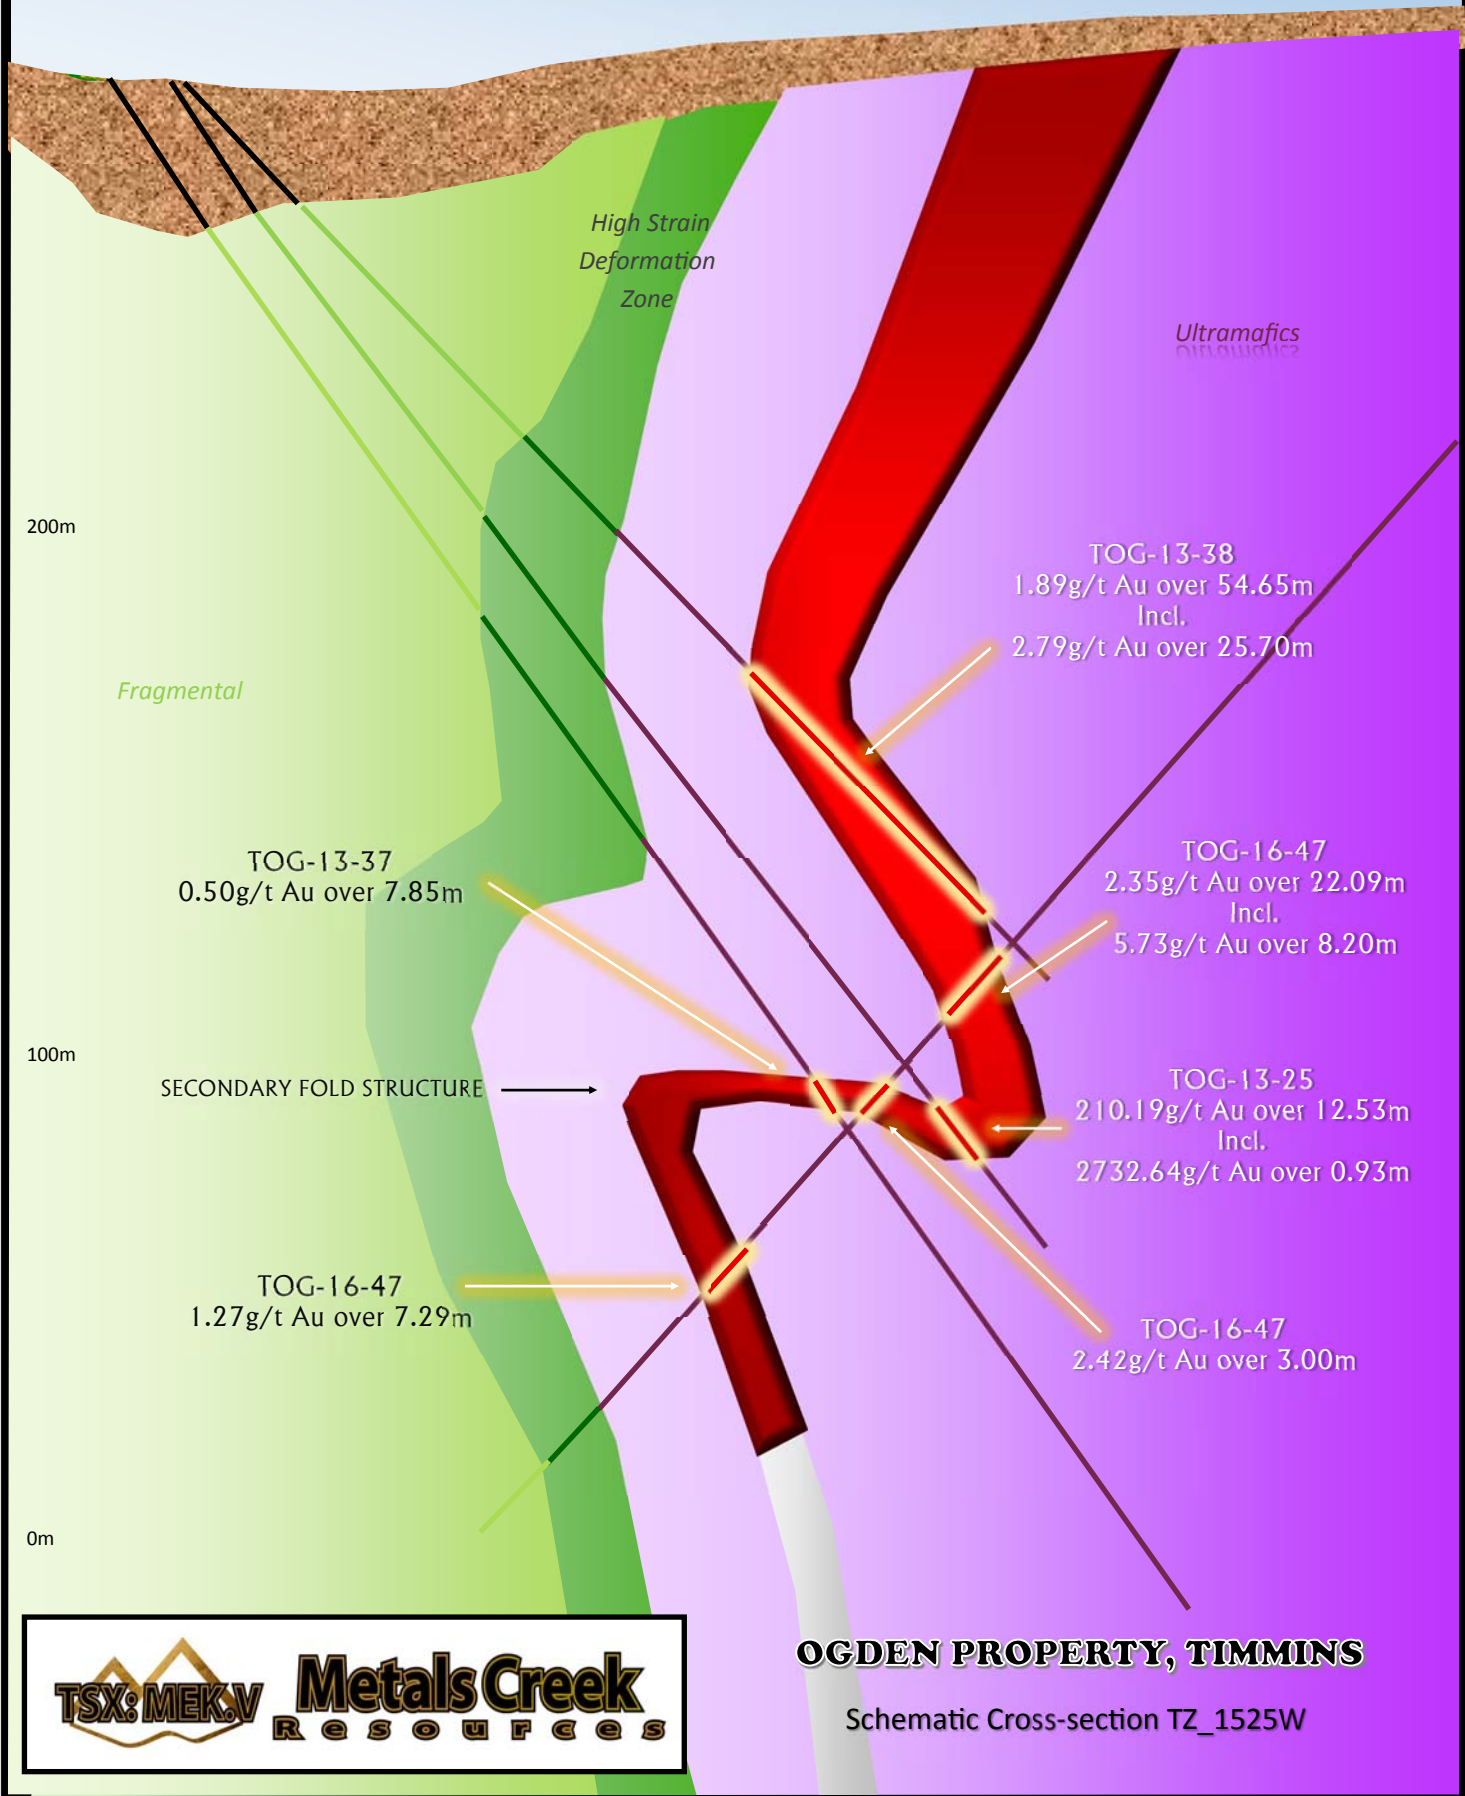 High Strain
Deformation
Zone
Ultramafics
200m
TOG-13-38
1.89g/t Au over 54.65m
Incl.
2.79g/t Au over 25.70m
Fragmental
TOG-13-37
0.50g/t Au over 7.85m
TOG-16-47
2.35g/t Au over 22.09m
Incl.
5.73g/t Au over 8.20m
100m
SECONDARY FOLD STRUCTURE
TOG-13-25
210.19g/t Au over 12.53m
Incl.
2732.64g/t Au over 0.93m
TOG-16-47
1.27g/t Au over 7.29m
TOG-16-47
2.42g/t Au over 3.00m
0m
TSX: MEK.V
Metals Creek
Resources
OGDEN PROPERTY, TIMMINS
Schematic Cross-section TZ_1525W